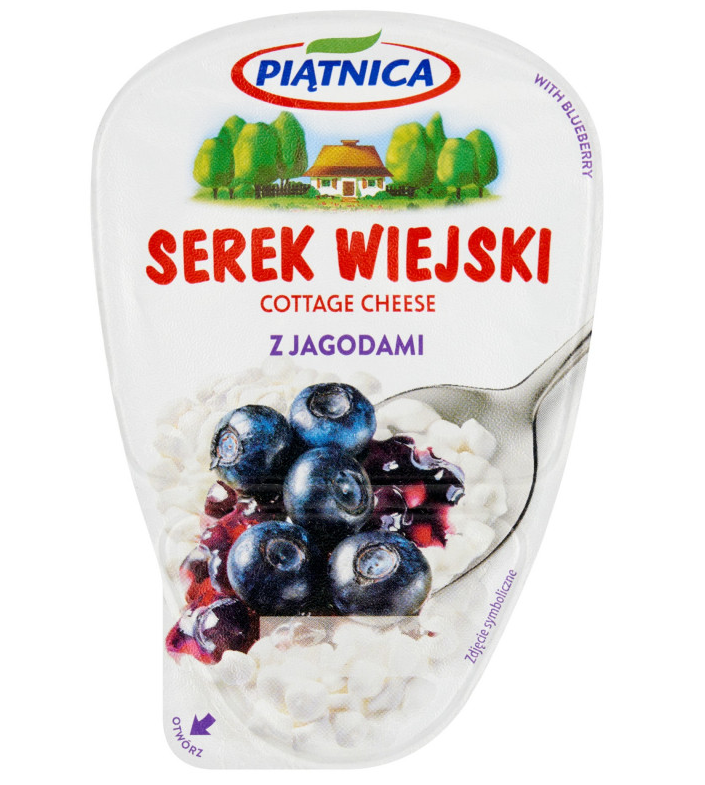 PIĄTNICA
WITH BLUEBERRY
SEREK WIEJSKI
COTTAGE CHEESE
Z JAGODAMI
Zdjęcie symboliczne
OTWÓRZ